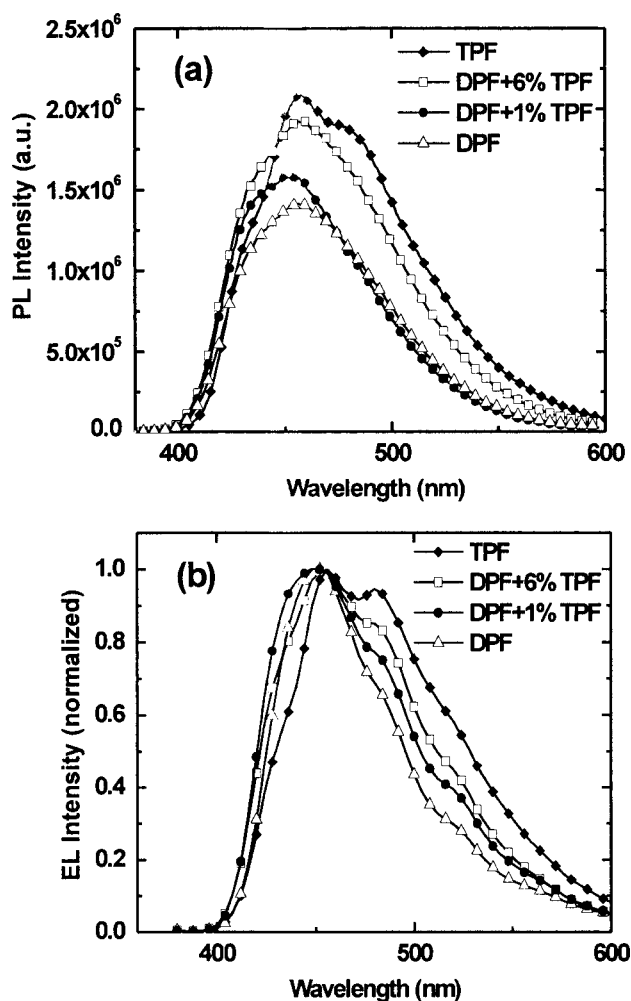 (a)
TPF
DPF+6% TPF
DPF+1% TPF
DPF
PL Intensity (a.u.)
2.5x10⁶
2.0x10⁶
1.5x10⁶
1.0x10⁶
5.0x10⁵
0.0
400
500
600
Wavelength (nm)
(b)
TPF
DPF+6% TPF
DPF+1% TPF
DPF
EL Intensity (normalized)
1.0
0.8
0.6
0.4
0.2
0.0
400
500
600
Wavelength (nm)